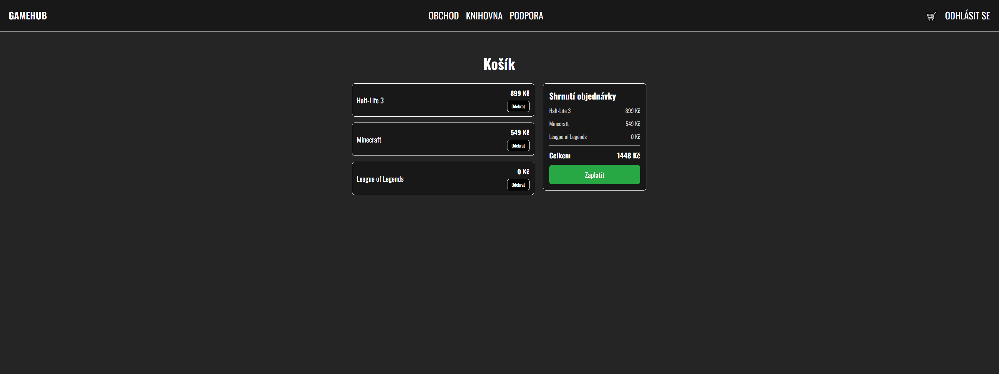 GAMEHUB
OBCHOD KNIHOVNA PODPORA
ODHLÁSIT SE
Košík
Half-Life 3
899 Kč
Odebrat
Minecraft
549 Kč
Odebrat
League of Legends
0 Kč
Odebrat
Shrnutí objednávky
Half-Life 3 899 Kč
Minecraft 549 Kč
League of Legends 0 Kč
Celkem 1448 Kč
Zaplatit